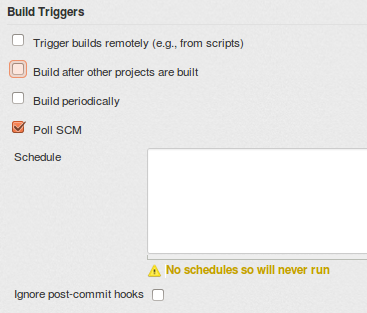 Build Triggers
Trigger builds remotely (e.g., from scripts)
Build after other projects are built
Build periodically
Poll SCM
Schedule
No schedules so will never run
Ignore post-commit hooks